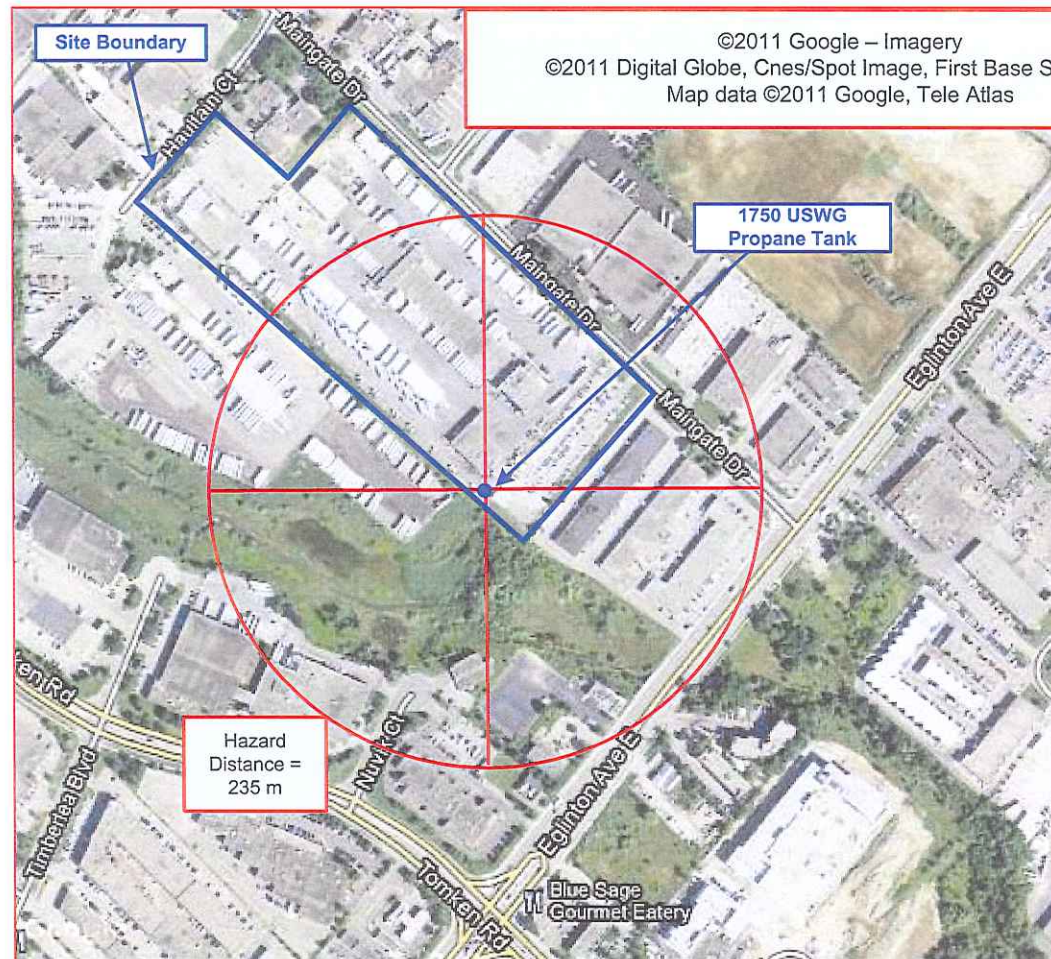 Site Boundary
Maingate Dr
©2011 Google – Imagery
©2011 Digital Globe, Cnes/Spot Image, First Base S
Map data ©2011 Google, Tele Atlas
Haultain Ct
1750 USWG
Propane Tank
Maingate Dr
Eglinton Ave E
Maingate Dr
ken Rd
Hazard
Distance =
235 m
Nuvik Ct
Timberlea Blvd
Eglinton Ave E
Tomken Rd
Blue Sage
Gourmet Eatery